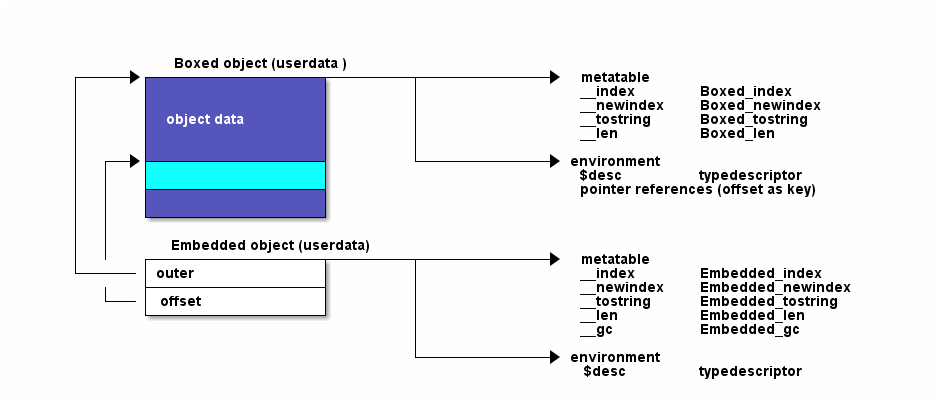 Boxed object (userdata )
object data
metatable
__index Boxed_index
__newindex Boxed_newindex
__tostring Boxed_tostring
__len Boxed_len
environment
$desc typedescriptor
pointer references (offset as key)
Embedded object (userdata)
outer
offset
metatable
__index Embedded_index
__newindex Embedded_newindex
__tostring Embedded_tostring
__len Embedded_len
__gc Embedded_gc
environment
$desc typedescriptor